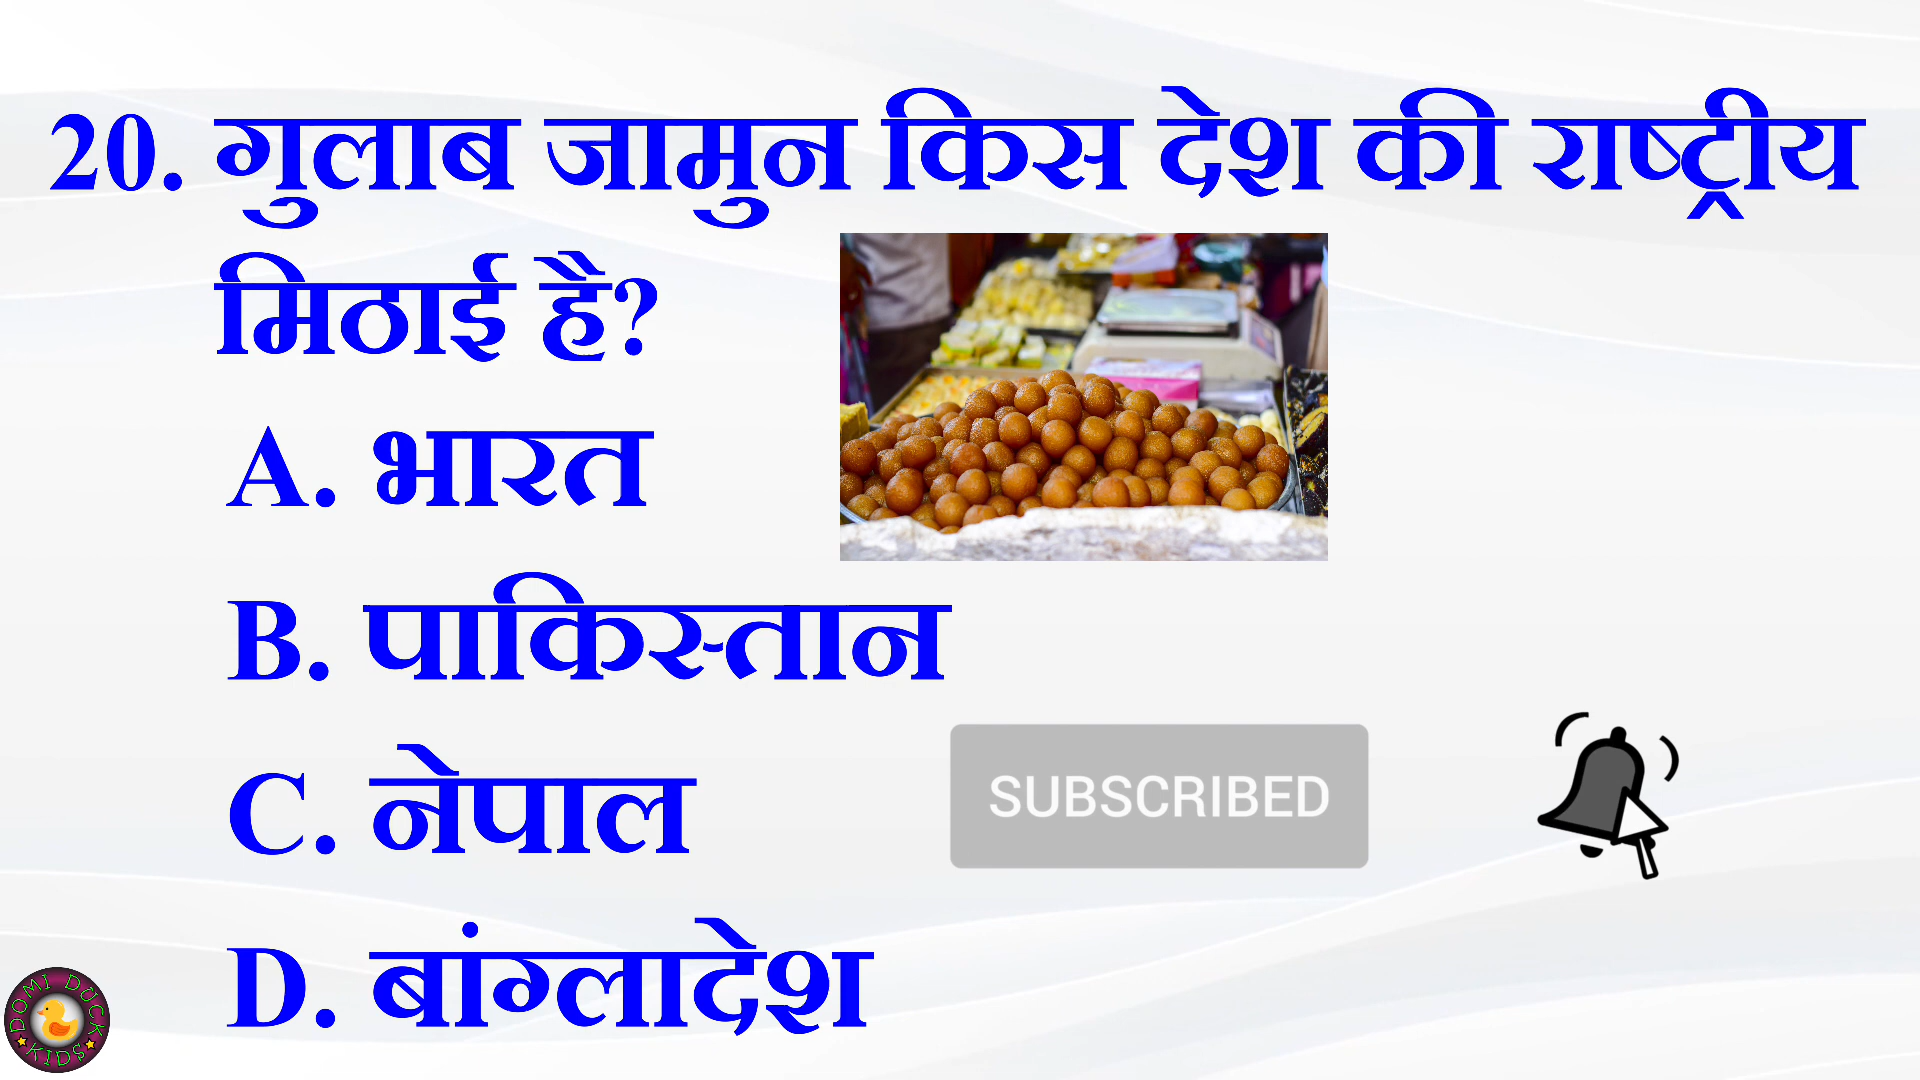 20. गुलाब जामुन किस देश की राष्ट्रीय
मिठाई है?
A. भारत
B. पाकिस्तान
C. नेपाल
SUBSCRIBED
D. बांग्लादेश
DOMI DUCK
KIDS